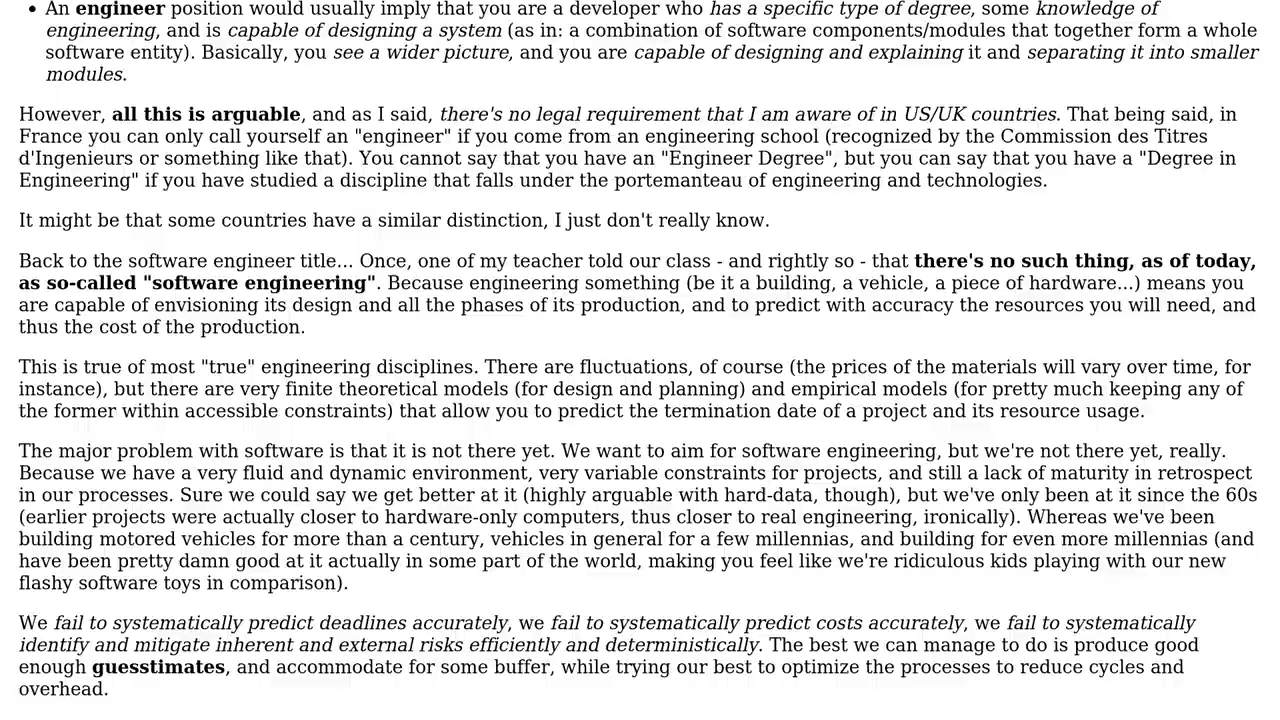 • An engineer position would usually imply that you are a developer who has a specific type of degree, some knowledge of
engineering, and is capable of designing a system (as in: a combination of software components/modules that together form a whole
software entity). Basically, you see a wider picture, and you are capable of designing and explaining it and separating it into smaller
modules.
However, all this is arguable, and as I said, there's no legal requirement that I am aware of in US/UK countries. That being said, in
France you can only call yourself an "engineer" if you come from an engineering school (recognized by the Commission des Titres
d'Ingenieurs or something like that). You cannot say that you have an "Engineer Degree", but you can say that you have a "Degree in
Engineering" if you have studied a discipline that falls under the portemanteau of engineering and technologies.
It might be that some countries have a similar distinction, I just don't really know.
Back to the software engineer title... Once, one of my teacher told our class - and rightly so - that there's no such thing, as of today,
as so-called "software engineering". Because engineering something (be it a building, a vehicle, a piece of hardware...) means you
are capable of envisioning its design and all the phases of its production, and to predict with accuracy the resources you will need, and
thus the cost of the production.
This is true of most "true" engineering disciplines. There are fluctuations, of course (the prices of the materials will vary over time, for
instance), but there are very finite theoretical models (for design and planning) and empirical models (for pretty much keeping any of
the former within accessible constraints) that allow you to predict the termination date of a project and its resource usage.
The major problem with software is that it is not there yet. We want to aim for software engineering, but we're not there yet, really.
Because we have a very fluid and dynamic environment, very variable constraints for projects, and still a lack of maturity in retrospect
in our processes. Sure we could say we get better at it (highly arguable with hard-data, though), but we've only been at it since the 60s
(earlier projects were actually closer to hardware-only computers, thus closer to real engineering, ironically). Whereas we've been
building motored vehicles for more than a century, vehicles in general for a few millennias, and building for even more millennias (and
have been pretty damn good at it actually in some part of the world, making you feel like we're ridiculous kids playing with our new
flashy software toys in comparison).
We fail to systematically predict deadlines accurately, we fail to systematically predict costs accurately, we fail to systematically
identify and mitigate inherent and external risks efficiently and deterministically. The best we can manage to do is produce good
enough guesstimates, and accommodate for some buffer, while trying our best to optimize the processes to reduce cycles and
overhead.